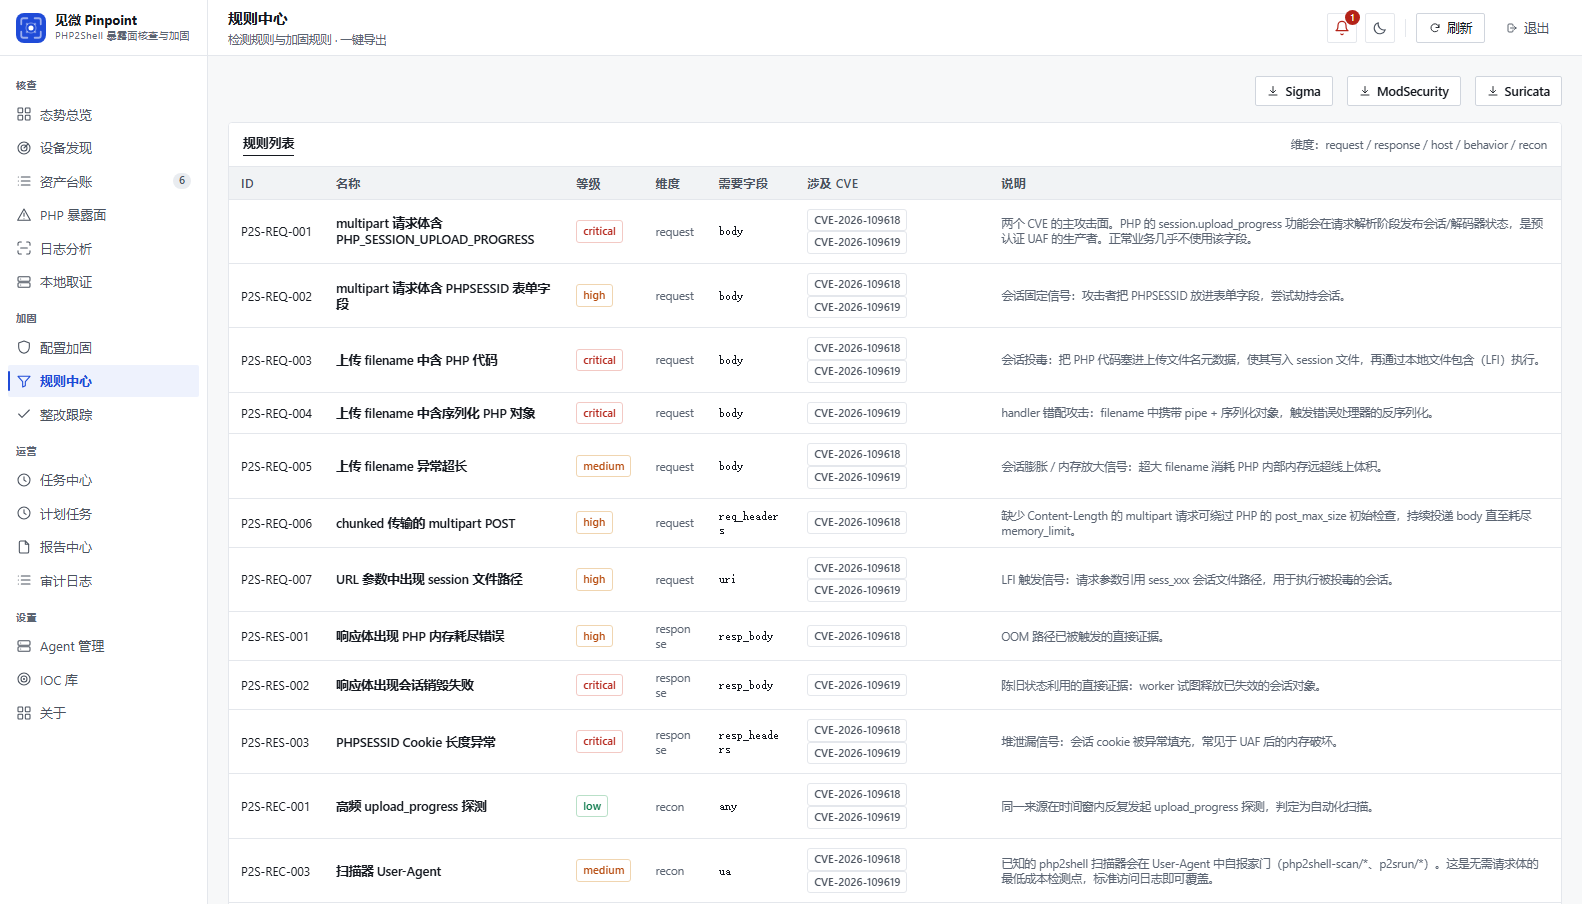 见微 Pinpoint
PHP2Shell 暴露面核查与加固
核查
态势总览
设备发现
资产台账 6
PHP 暴露面
日志分析
本地取证
加固
配置加固
规则中心
整改跟踪
运营
任务中心
计划任务
报告中心
审计日志
设置
Agent 管理
IOC 库
关于
规则中心
检测规则与加固规则 · 一键导出
1
刷新
退出
Sigma
ModSecurity
Suricata
规则列表
维度：request / response / host / behavior / recon
ID 名称 等级 维度 需要字段 涉及 CVE 说明
P2S-REQ-001
multipart 请求体含
PHP_SESSION_UPLOAD_PROGRESS
critical
request
body
CVE-2026-109618
CVE-2026-109619
两个 CVE 的主攻击面。PHP 的 session.upload_progress 功能会在请求解析阶段发布会话/解码器状态，是预
认证 UAF 的生产者。正常业务几乎不使用该字段。
P2S-REQ-002
multipart 请求体含 PHPSESSID 表单字
段
high
request
body
CVE-2026-109618
CVE-2026-109619
会话固定信号：攻击者把 PHPSESSID 放进表单字段，尝试劫持会话。
P2S-REQ-003
上传 filename 中含 PHP 代码
critical
request
body
CVE-2026-109618
CVE-2026-109619
会话投毒：把 PHP 代码塞进上传文件名元数据，使其写入 session 文件，再通过本地文件包含（LFI）执行。
P2S-REQ-004
上传 filename 中含序列化 PHP 对象
critical
request
body
CVE-2026-109619
handler 错配攻击：filename 中携带 pipe + 序列化对象，触发错误处理器的反序列化。
P2S-REQ-005
上传 filename 异常超长
medium
request
body
CVE-2026-109618
CVE-2026-109619
会话膨胀 / 内存放大信号：超大 filename 消耗 PHP 内部内存远超线上体积。
P2S-REQ-006
chunked 传输的 multipart POST
high
request
req_header
s
CVE-2026-109618
缺少 Content-Length 的 multipart 请求可绕过 PHP 的 post_max_size 初始检查，持续投递 body 直至耗尽
memory_limit。
P2S-REQ-007
URL 参数中出现 session 文件路径
high
request
uri
CVE-2026-109618
CVE-2026-109619
LFI 触发信号：请求参数引用 sess_xxx 会话文件路径，用于执行被投毒的会话。
P2S-RES-001
响应体出现 PHP 内存耗尽错误
high
respon
se
resp_body
CVE-2026-109618
OOM 路径已被触发的直接证据。
P2S-RES-002
响应体出现会话销毁失败
critical
respon
se
resp_body
CVE-2026-109619
陈旧状态利用的直接证据：worker 试图释放已失效的会话对象。
P2S-RES-003
PHPSESSID Cookie 长度异常
critical
respon
se
resp_heade
rs
CVE-2026-109618
CVE-2026-109619
堆泄漏信号：会话 cookie 被异常填充，常见于 UAF 后的内存破坏。
P2S-REC-001
高频 upload_progress 探测
low
recon
any
CVE-2026-109618
CVE-2026-109619
同一来源在时间窗内反复发起 upload_progress 探测，判定为自动化扫描。
P2S-REC-003
扫描器 User-Agent
medium
recon
ua
CVE-2026-109618
CVE-2026-109619
已知的 php2shell 扫描器会在 User-Agent 中自报家门（php2shell-scan/*、p2srun/*）。这是无需请求体的
最低成本检测点，标准访问日志即可覆盖。